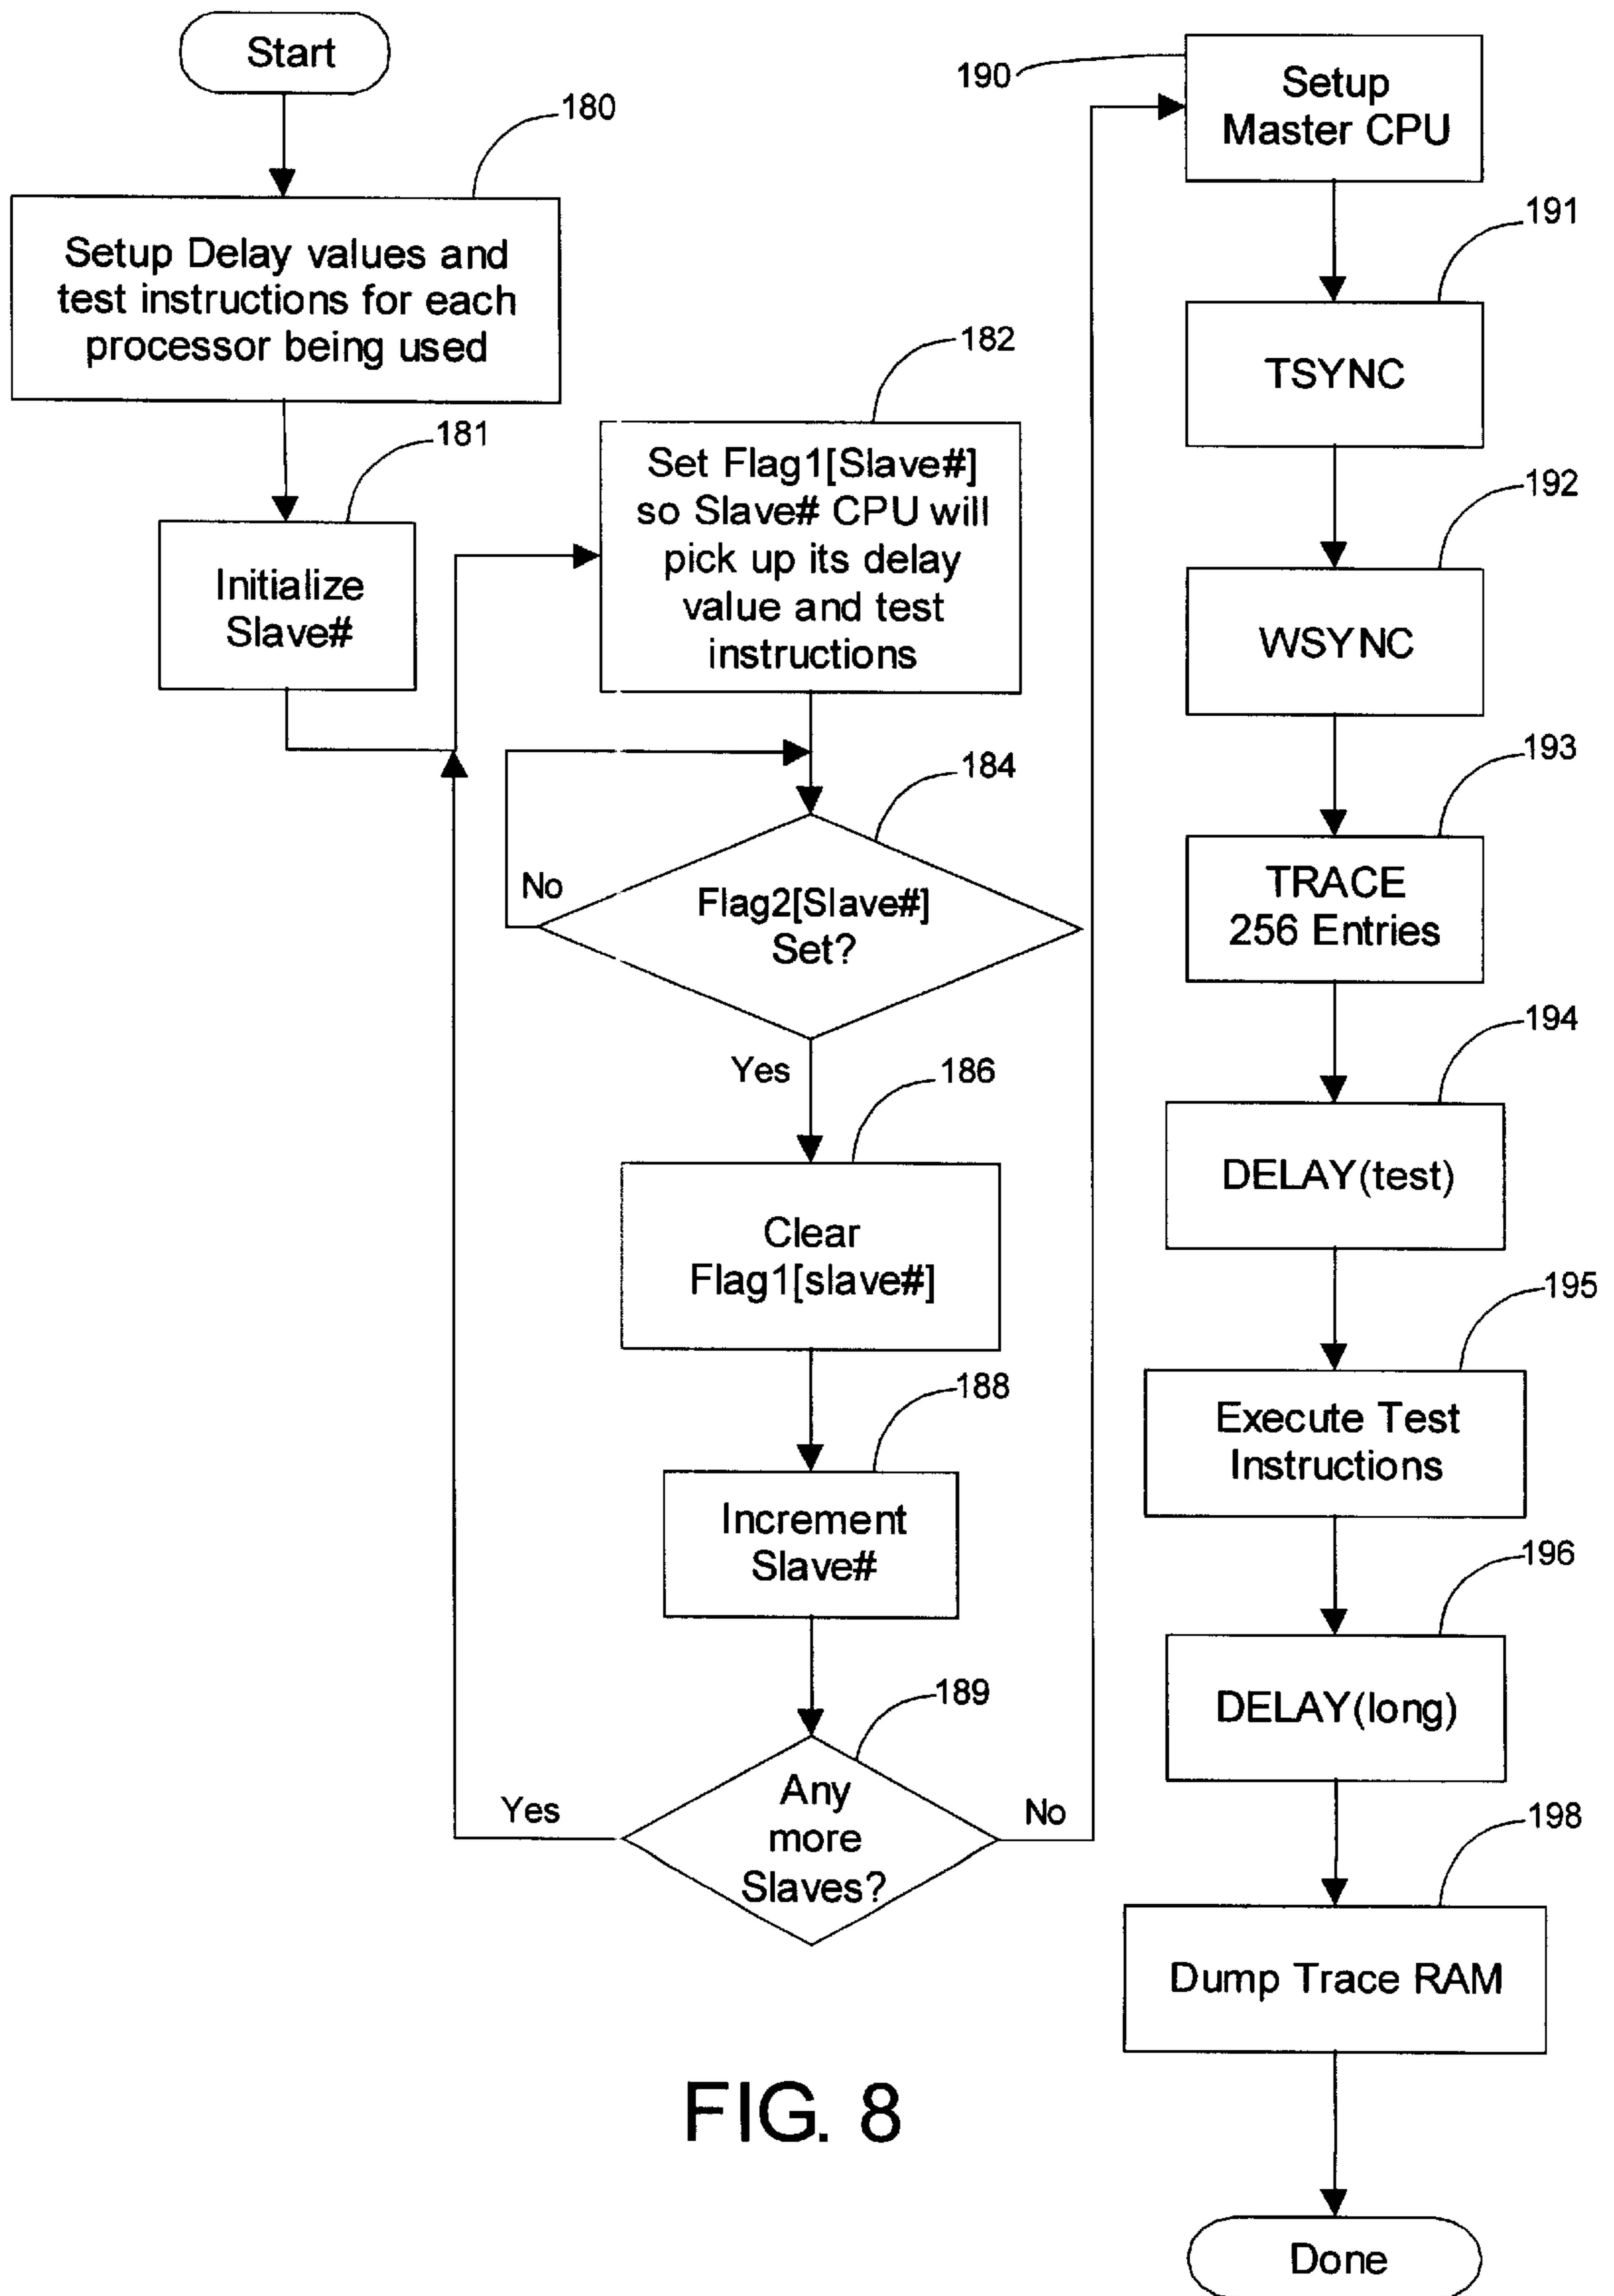 Start
180
Setup Delay values and
test instructions for each
processor being used
181
Initialize
Slave#
182
Set Flag1[Slave#]
so Slave# CPU will
pick up its delay
value and test
instructions
184
No
Flag2[Slave#]
Set?
Yes
186
Clear
Flag1[slave#]
188
Increment
Slave#
189
Any
more
Slaves?
Yes
No
190
Setup
Master CPU
191
TSYNC
192
WSYNC
193
TRACE
256 Entries
194
DELAY(test)
195
Execute Test
Instructions
196
DELAY(long)
198
Dump Trace RAM
Done
FIG. 8